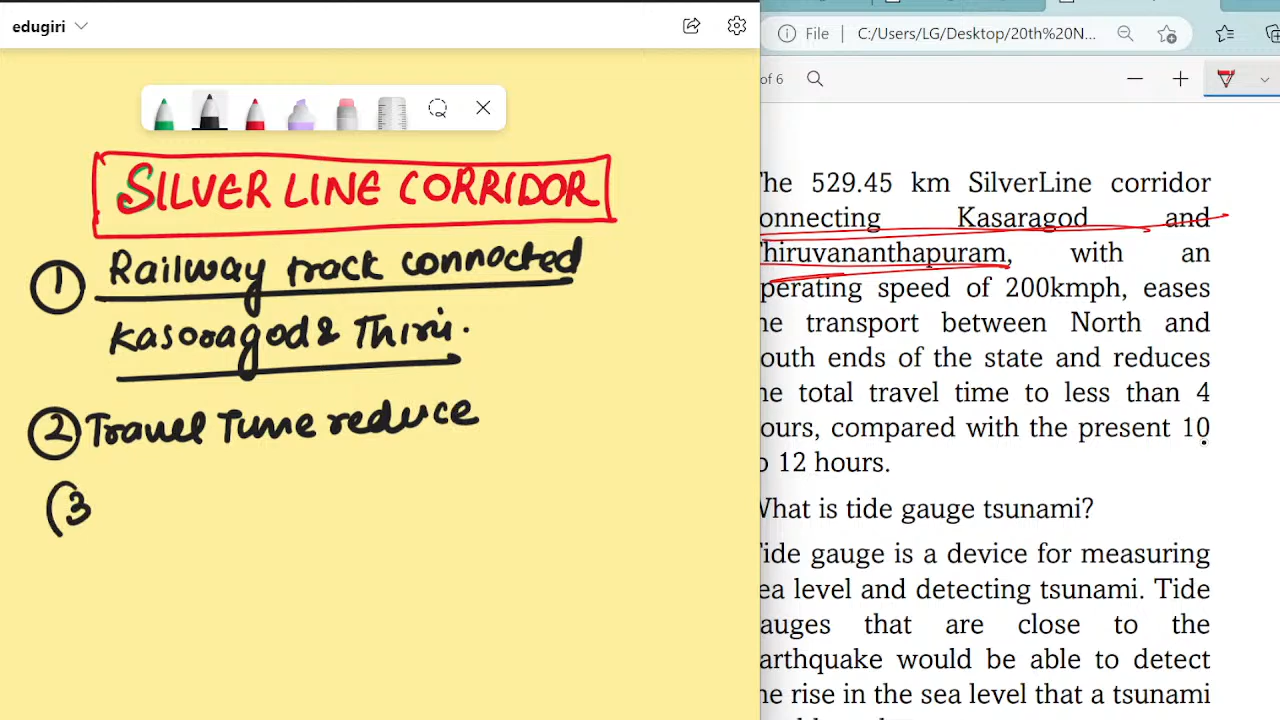 edugiri
SILVER LINE CORRIDOR
1 Railway track connected
Kasaragod & Thiru.
2 Travel Time reduce
(3
File C:/Users/LG/Desktop/20th%20N...
of 6
The 529.45 km SilverLine corridor
onnecting Kasaragod and
Thiruvananthapuram, with an
perating speed of 200kmph, eases
he transport between North and
outh ends of the state and reduces
he total travel time to less than 4
ours, compared with the present 10
o 12 hours.
What is tide gauge tsunami?
Tide gauge is a device for measuring
ea level and detecting tsunami. Tide
auges that are close to the
arthquake would be able to detect
he rise in the sea level that a tsunami